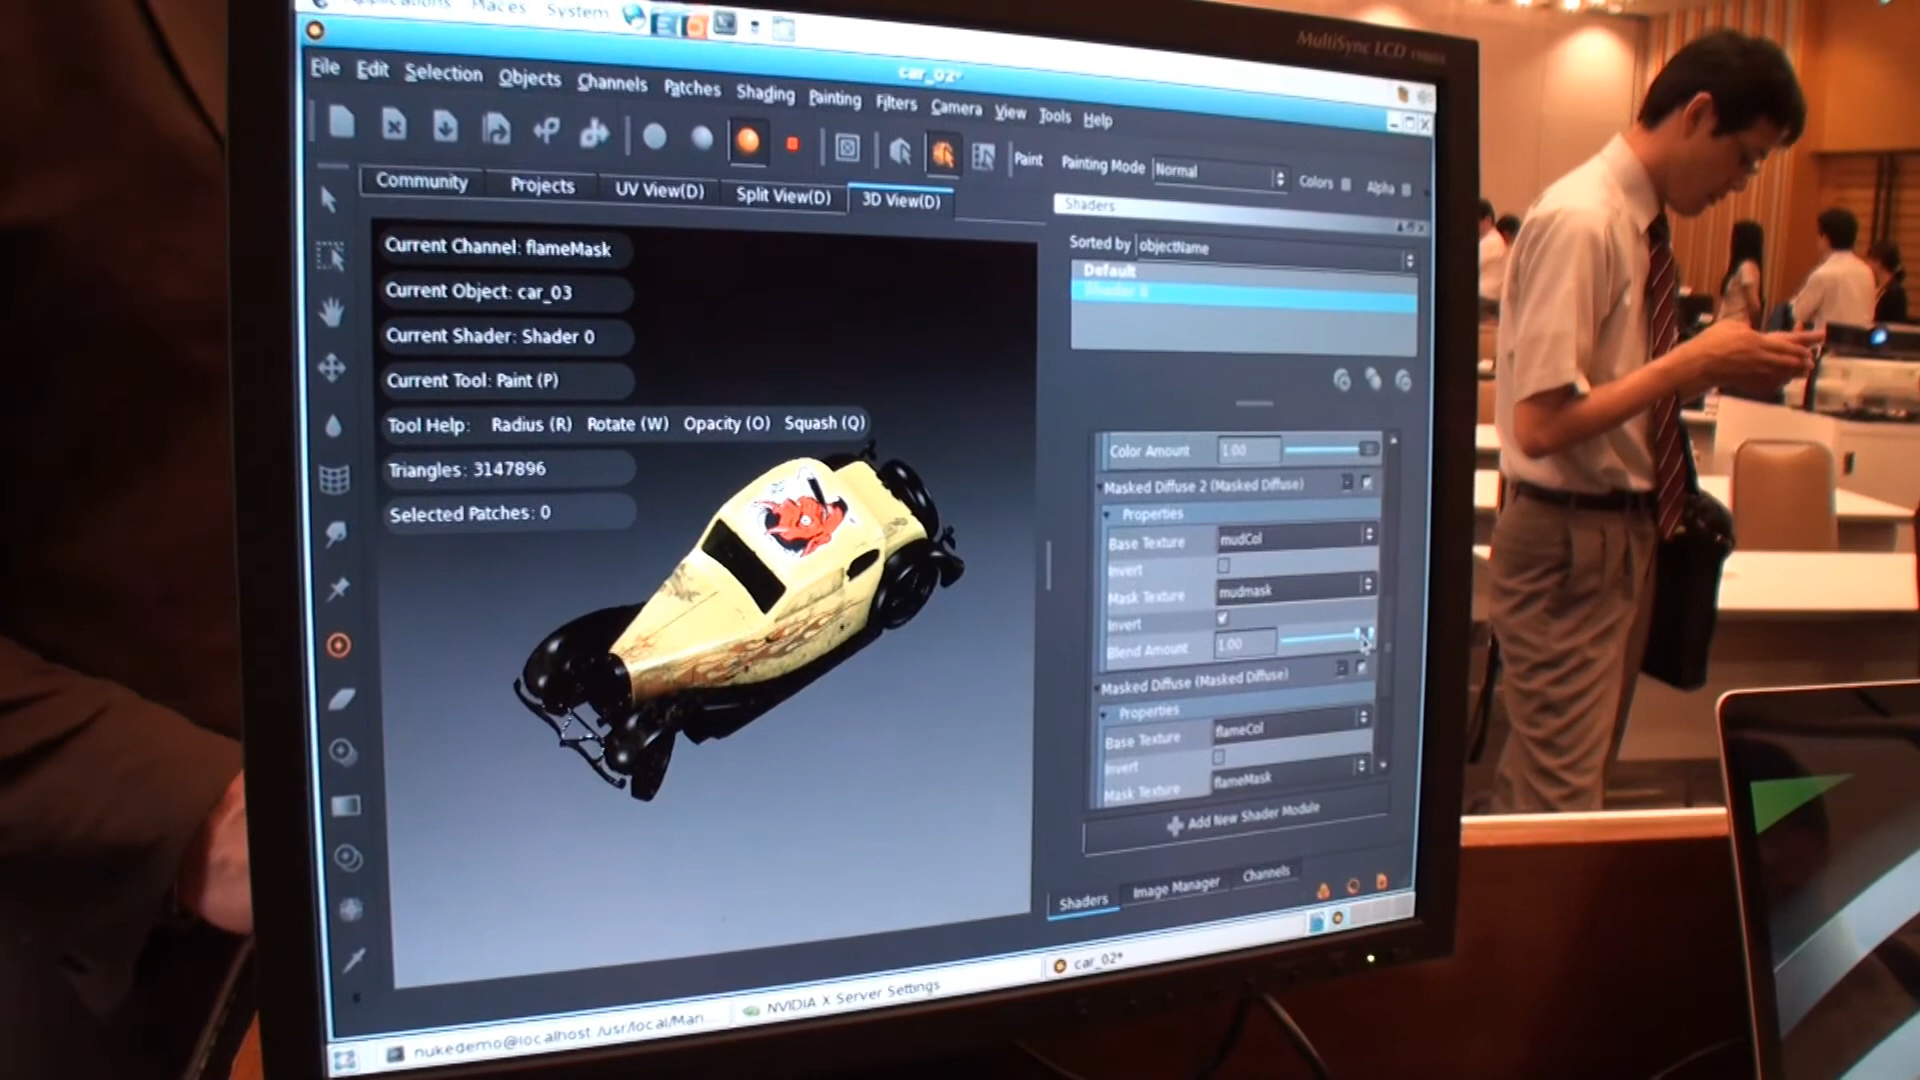 MultiSync LCD
Applications Places System
car_02*
File Edit Selection Objects Channels Patches Shading Painting Filters Camera View Tools Help
Paint Painting Mode Normal Colors Alpha
Community Projects UV View(D) Split View(D) 3D View(D)
Shaders
Sorted by objectName
Default
Shader 0
Current Channel: flameMask
Current Object: car_03
Current Shader: Shader 0
Current Tool: Paint (P)
Tool Help: Radius (R) Rotate (W) Opacity (O) Squash (Q)
Triangles: 3147896
Selected Patches: 0
Color Amount 1.00
Masked Diffuse 2 (Masked Diffuse)
Properties
Base Texture mudCol
Invert
Mask Texture mudmask
Invert
Blend Amount 1.00
Masked Diffuse (Masked Diffuse)
Properties
Base Texture flameCol
Invert
Mask Texture flameMask
Add New Shader Module
Shaders Image Manager Channels
nukedemo@localhost:/usr/local/Man...
NVIDIA X Server Settings
car_02*